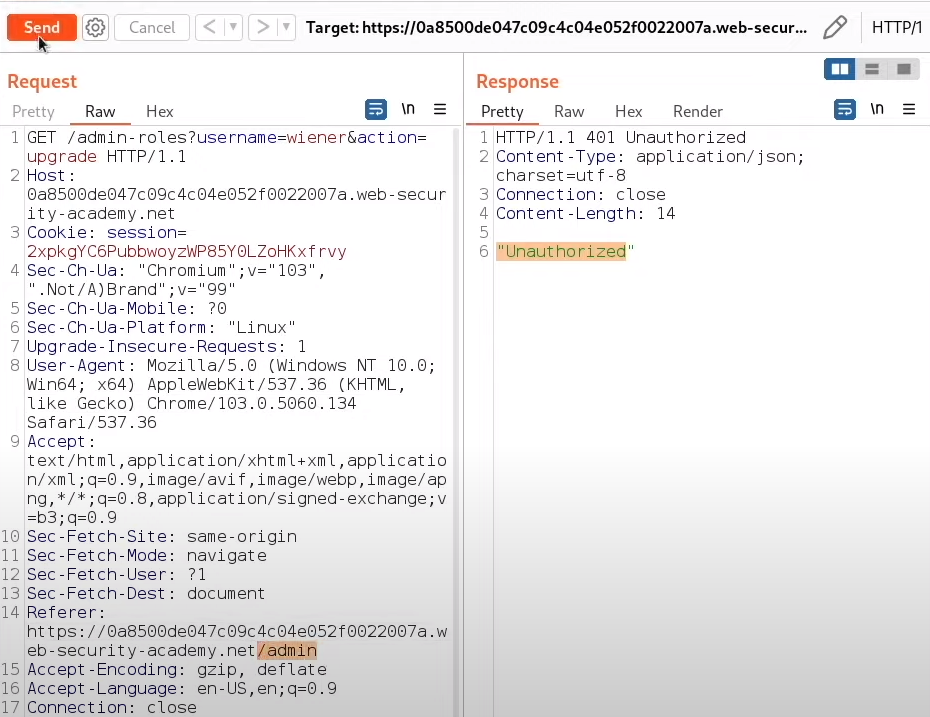 Send
Cancel
Target: https://0a8500de047c09c4c04e052f0022007a.web-secur...
HTTP/1
Request
Pretty
Raw
Hex
\n
1 GET /admin-roles?username=wiener&action=
upgrade HTTP/1.1
2 Host:
0a8500de047c09c4c04e052f0022007a.web-secur
ity-academy.net
3 Cookie: session=
2xpkgYC6PubbwoyzWP85Y0LZoHKxfrvy
4 Sec-Ch-Ua: "Chromium";v="103",
".Not/A)Brand";v="99"
5 Sec-Ch-Ua-Mobile: ?0
6 Sec-Ch-Ua-Platform: "Linux"
7 Upgrade-Insecure-Requests: 1
8 User-Agent: Mozilla/5.0 (Windows NT 10.0;
Win64; x64) AppleWebKit/537.36 (KHTML,
like Gecko) Chrome/103.0.5060.134
Safari/537.36
9 Accept:
text/html,application/xhtml+xml,applicatio
n/xml;q=0.9,image/avif,image/webp,image/ap
ng,*/*;q=0.8,application/signed-exchange;v
=b3;q=0.9
10 Sec-Fetch-Site: same-origin
11 Sec-Fetch-Mode: navigate
12 Sec-Fetch-User: ?1
13 Sec-Fetch-Dest: document
14 Referer:
https://0a8500de047c09c4c04e052f0022007a.w
eb-security-academy.net/admin
15 Accept-Encoding: gzip, deflate
16 Accept-Language: en-US,en;q=0.9
17 Connection: close
Response
Pretty
Raw
Hex
Render
\n
1 HTTP/1.1 401 Unauthorized
2 Content-Type: application/json;
charset=utf-8
3 Connection: close
4 Content-Length: 14
5
6 "Unauthorized"